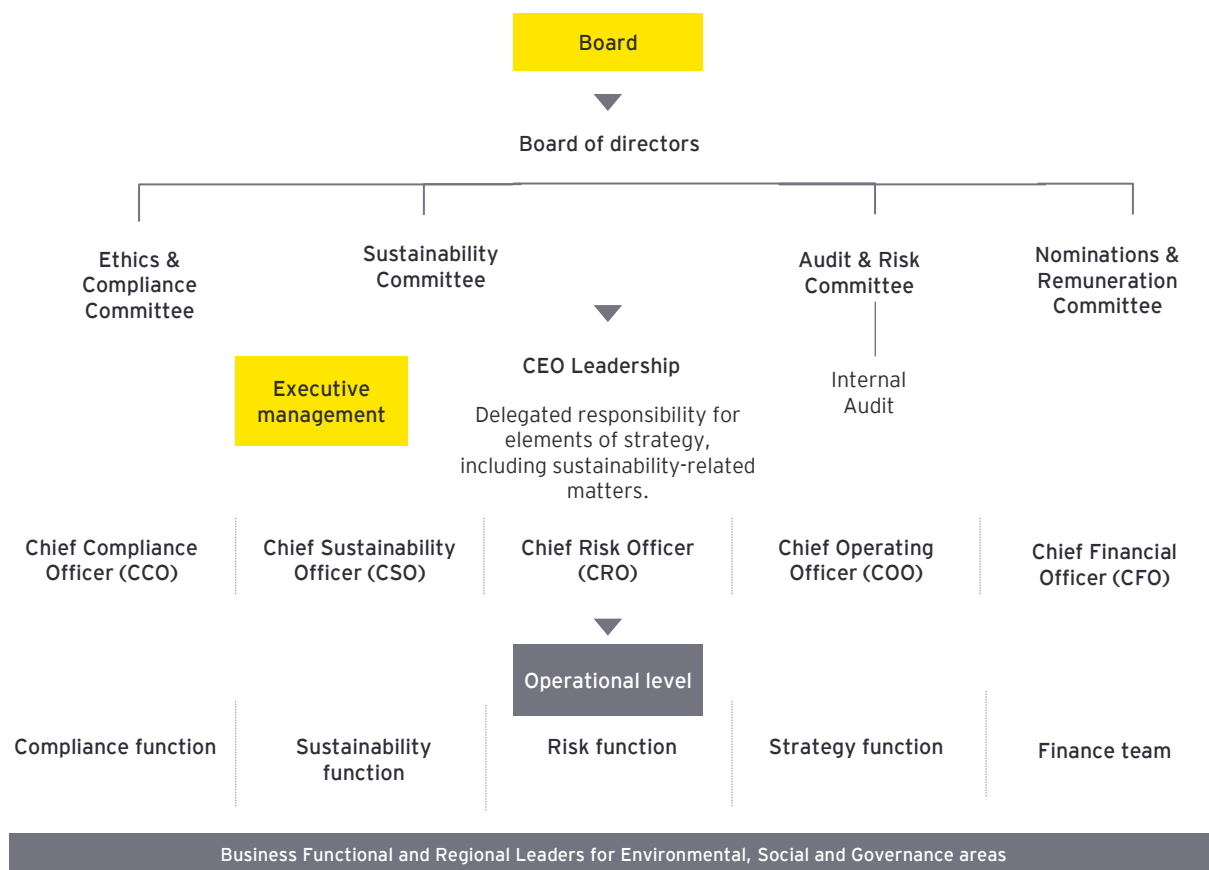 Board
Board of directors
Ethics &
Compliance
Committee
Sustainability
Committee
Audit & Risk
Committee
Nominations &
Remuneration
Committee
Internal
Audit
Executive
management
CEO Leadership
Delegated responsibility for
elements of strategy,
including sustainability-related
matters.
Chief Compliance
Officer (CCO)
Chief Sustainability
Officer (CSO)
Chief Risk Officer
(CRO)
Chief Operating
Officer (COO)
Chief Financial
Officer (CFO)
Operational level
Compliance function
Sustainability
function
Risk function
Strategy function
Finance team
Business Functional and Regional Leaders for Environmental, Social and Governance areas